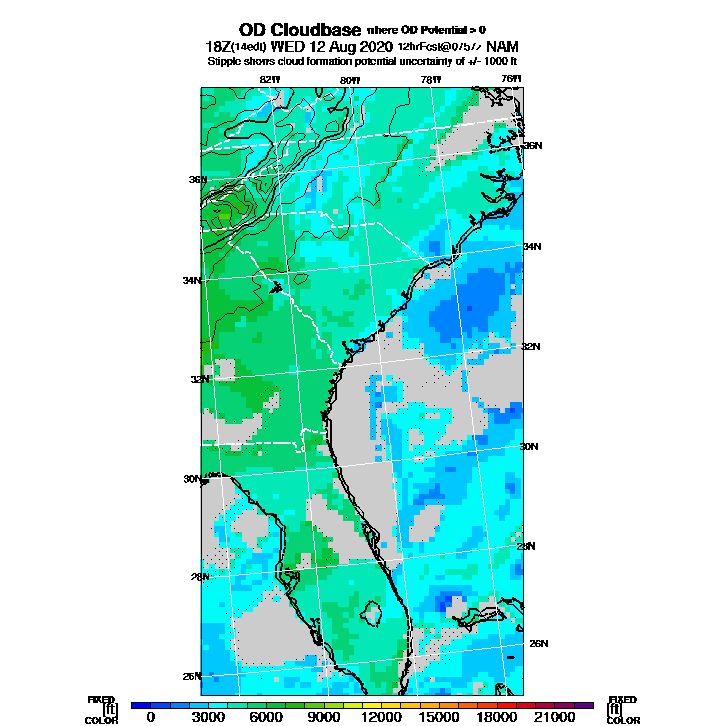 OD Cloudbase where OD Potential > 0
18Z(14edt) WED 12 Aug 2020 12hrFcst@0757z NAM
Stipple shows cloud formation potential uncertainty of +/- 1000 ft
82W 80W 78W 76W
36N 36N
34N 34N
32N 32N
30N 30N
28N 28N
26N 26N
FIXED FIXED
[ft] [ft]
COLOR COLOR
0 3000 6000 9000 12000 15000 18000 21000